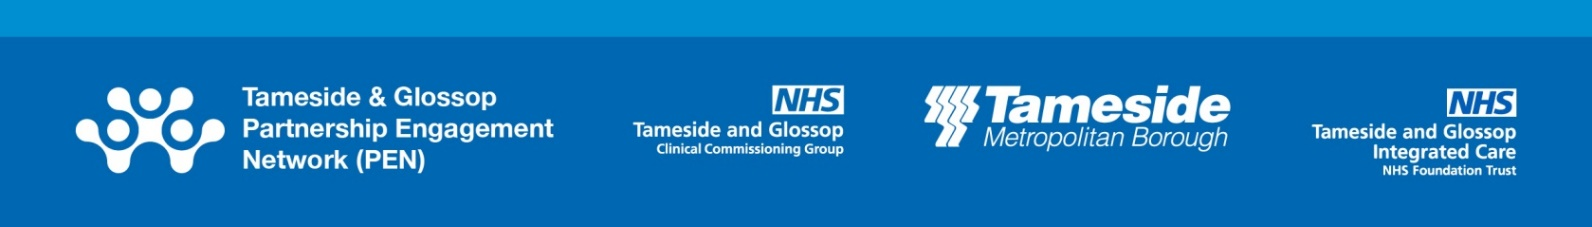 Tameside & Glossop
Partnership Engagement
Network (PEN)
NHS
Tameside and Glossop
Clinical Commissioning Group
Tameside
Metropolitan Borough
NHS
Tameside and Glossop
Integrated Care
NHS Foundation Trust